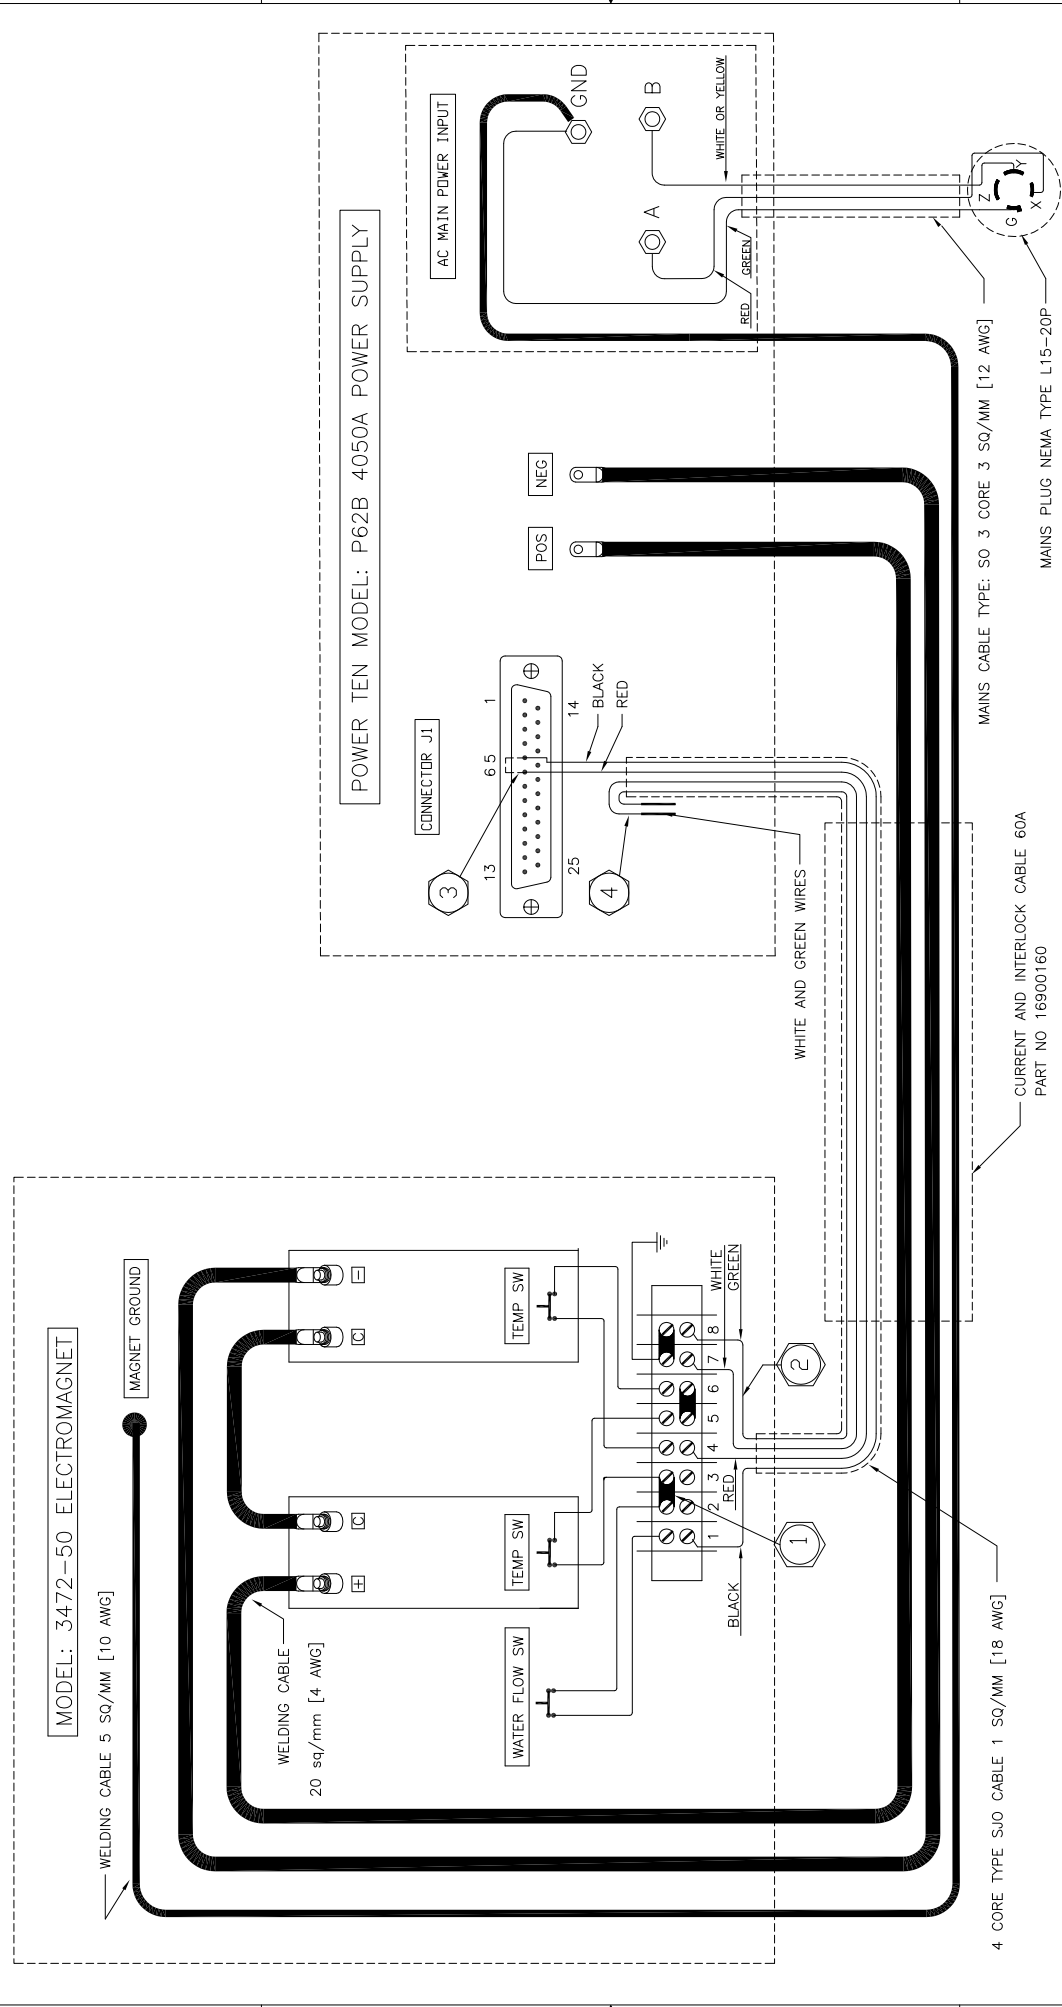 MODEL: 3472-50 ELECTROMAGNET
WELDING CABLE 5 SQ/MM [10 AWG]
MAGNET GROUND
+
C
C
-
WELDING CABLE
20 sq/mm [4 AWG]
WATER FLOW SW
TEMP SW
TEMP SW
1
2
3
4
5
6
7
8
BLACK
RED
WHITE
GREEN
1
2
4 CORE TYPE SJO CABLE 1 SQ/MM [18 AWG]
POWER TEN MODEL: P62B 4050A POWER SUPPLY
CONNECTOR J1
13
6
5
1
25
14
3
4
BLACK
RED
WHITE AND GREEN WIRES
POS
NEG
AC MAIN POWER INPUT
GND
A
B
RED
GREEN
WHITE OR YELLOW
CURRENT AND INTERLOCK CABLE 60A
PART NO 16900160
MAINS CABLE TYPE: SO 3 CORE 3 SQ/MM [12 AWG]
G
Z
X
Y
MAINS PLUG NEMA TYPE L15-20P